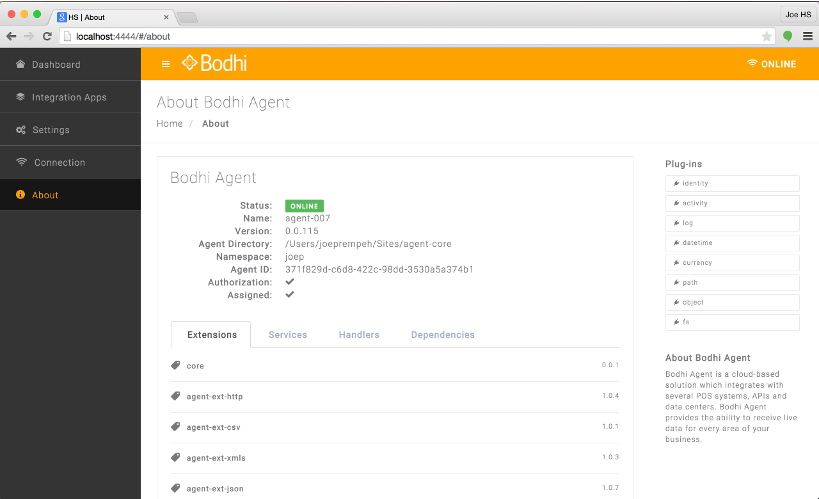 HS | About
Joe HS
localhost:4444/#/about
Dashboard
Integration Apps
Settings
Connection
About
Bodhi
ONLINE
About Bodhi Agent
Home / About
Bodhi Agent
Status: ONLINE
Name: agent-007
Version: 0.0.115
Agent Directory: /Users/joeprempeh/Sites/agent-core
Namespace: joep
Agent ID: 371f829d-c6d8-422c-98dd-3530a5a374b1
Authorization:
Assigned:
Extensions Services Handlers Dependencies
core 0.0.1
agent-ext-http 1.0.4
agent-ext-csv 1.0.1
agent-ext-xmls 1.0.3
agent-ext-json 1.0.7
Plug-ins
identity
activity
log
datetime
currency
path
object
fs
About Bodhi Agent
Bodhi Agent is a cloud-based
solution which integrates with
several POS systems, APIs and
data centers. Bodhi Agent
provides the ability to receive live
data for every area of your
business.